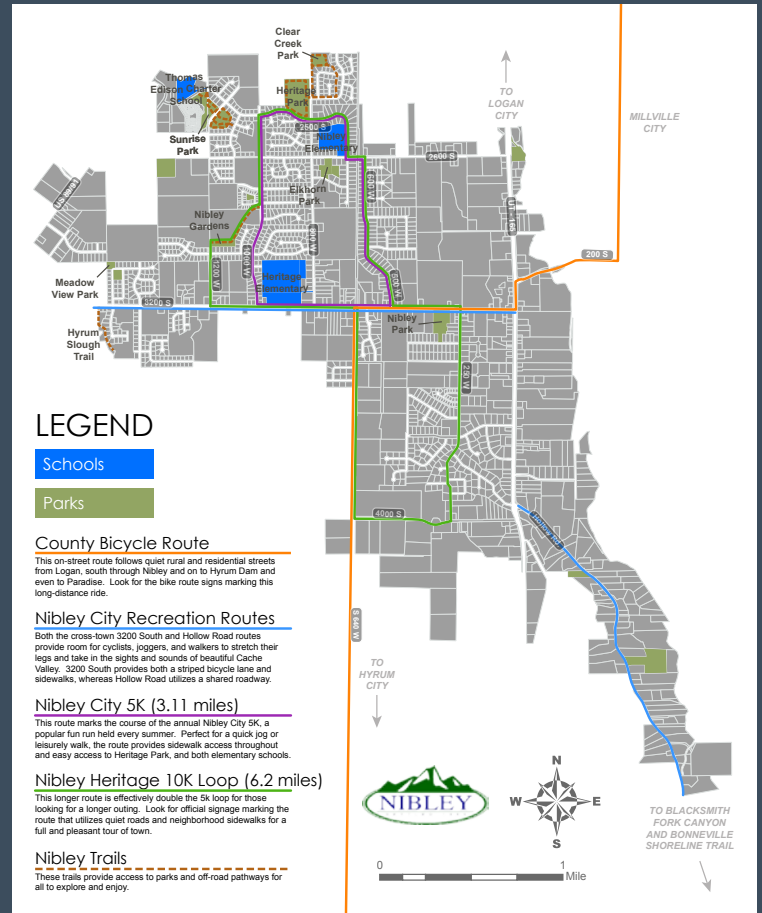 Clear
Creek
Park
Thomas
Edison Charter
School
Heritage
Park
TO
LOGAN
CITY
MILLVILLE
CITY
Sunrise
Park
2600 S
Nibley
Elementary
2600 S
Elkhorn
Park
600 W
UT-165
Nibley
Gardens
800 W
1200 W
1000 W
500 W
200 S
Meadow
View Park
Heritage
Elementary
3200 S
Hyrum
Slough
Trail
Nibley
Park
250 W
4000 S
Hollow Rd
S 640 W
TO
HYRUM
CITY
LEGEND
Schools
Parks
County Bicycle Route
This on-street route follows quiet rural and residential streets
from Logan, south through Nibley and on to Hyrum Dam and
even to Paradise.  Look for the bike route signs marking this
long-distance ride.
Nibley City Recreation Routes
Both the cross-town 3200 South and Hollow Road routes
provide room for cyclists, joggers, and walkers to stretch their
legs and take in the sights and sounds of beautiful Cache
Valley.  3200 South provides both a striped bicycle lane and
sidewalks, whereas Hollow Road utilizes a shared roadway.
Nibley City 5K (3.11 miles)
This route marks the course of the annual Nibley City 5K, a
popular fun run held every summer.  Perfect for a quick jog or
leisurely walk, the route provides sidewalk access throughout
and easy access to Heritage Park, and both elementary schools.
Nibley Heritage 10K Loop (6.2 miles)
This longer route is effectively double the 5k loop for those
looking for a longer outing.  Look for official signage marking the
route that utilizes quiet roads and neighborhood sidewalks for a
full and pleasant tour of town.
Nibley Trails
These trails provide access to parks and off-road pathways for
all to explore and enjoy.
NIBLEY
N
W E
S
0 1
Mile
TO BLACKSMITH
FORK CANYON
AND BONNEVILLE
SHORELINE TRAIL